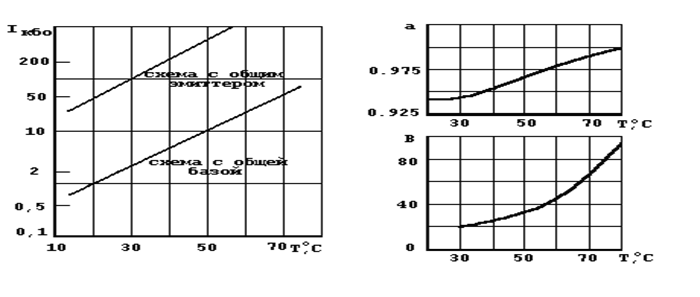 I кбо
200
50
10
2
0,5
0,1
10 30 50 70 T,°C
схема с общим
эмиттером
схема с общей
базой
a
0.975
0.925
30 50 70 T,°C
B
80
40
0
30 50 70 T,°C